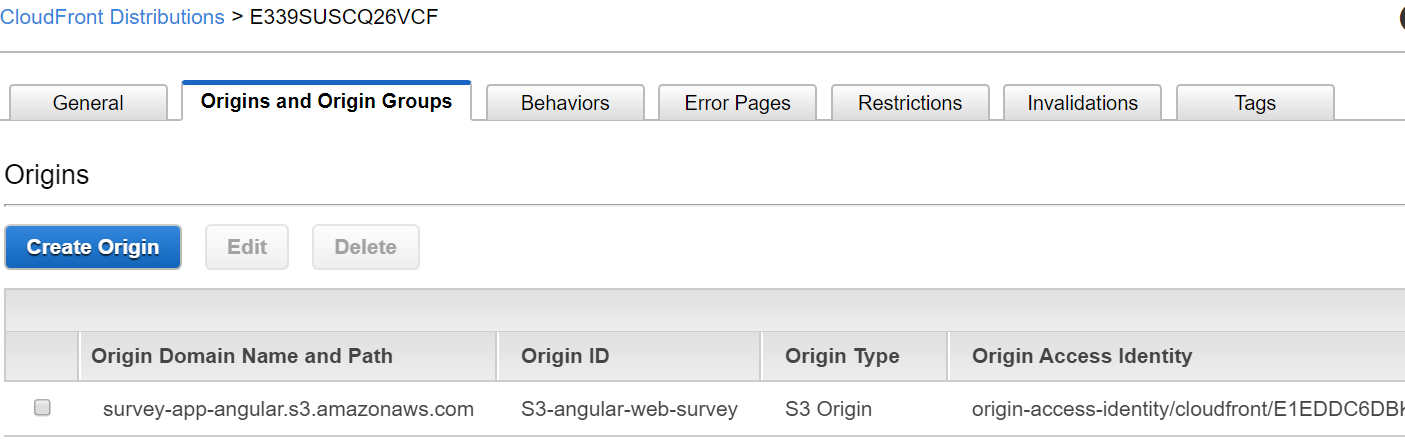 CloudFront Distributions > E339SUSCQ26VCF
General Origins and Origin Groups Behaviors Error Pages Restrictions Invalidations Tags
Origins
Create Origin Edit Delete
Origin Domain Name and Path Origin ID Origin Type Origin Access Identity
survey-app-angular.s3.amazonaws.com S3-angular-web-survey S3 Origin origin-access-identity/cloudfront/E1EDDC6DB